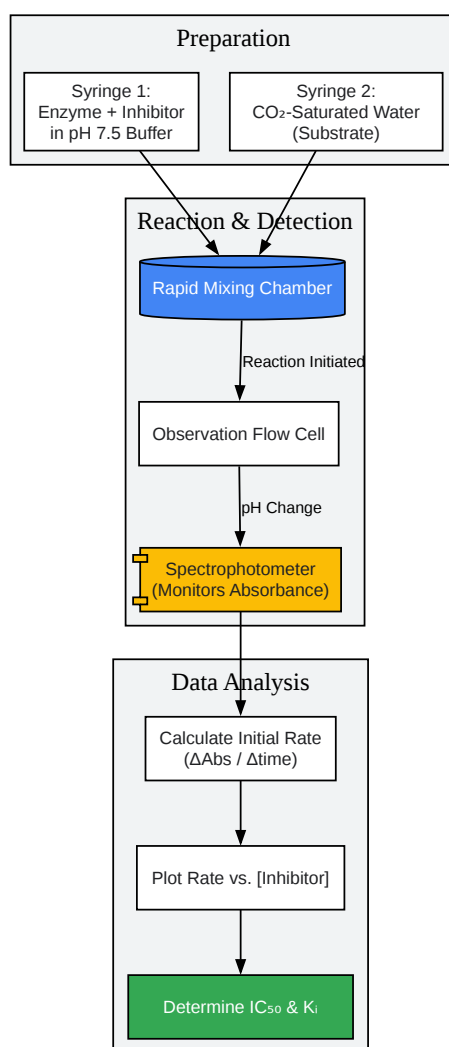 Preparation
Syringe 1:
Enzyme + Inhibitor
in pH 7.5 Buffer
Syringe 2:
CO₂-Saturated Water
(Substrate)
Reaction & Detection
Rapid Mixing Chamber
Reaction Initiated
Observation Flow Cell
pH Change
Spectrophotometer
(Monitors Absorbance)
Data Analysis
Calculate Initial Rate
(ΔAbs / Δtime)
Plot Rate vs. [Inhibitor]
Determine IC₅₀ & Kᵢ